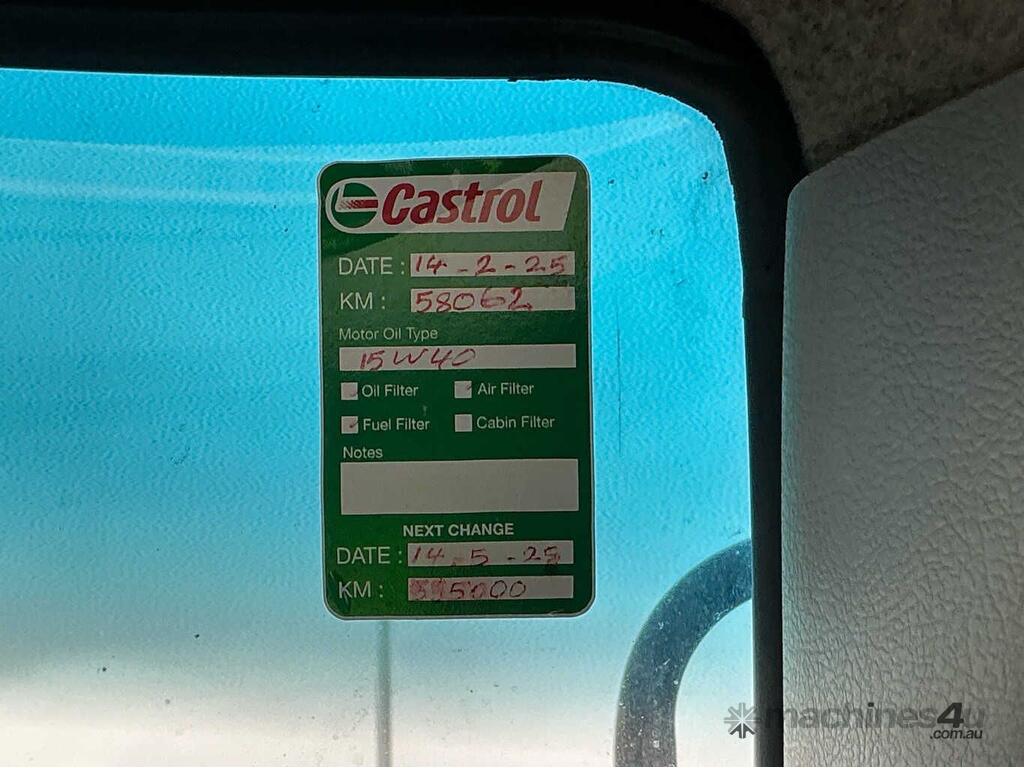 Castrol
DATE : 14-2-25
KM : 58062
Motor Oil Type
15W40
Oil Filter Air Filter
Fuel Filter Cabin Filter
Notes
NEXT CHANGE
DATE : 14.5-25
KM :
machines4u
.com.au